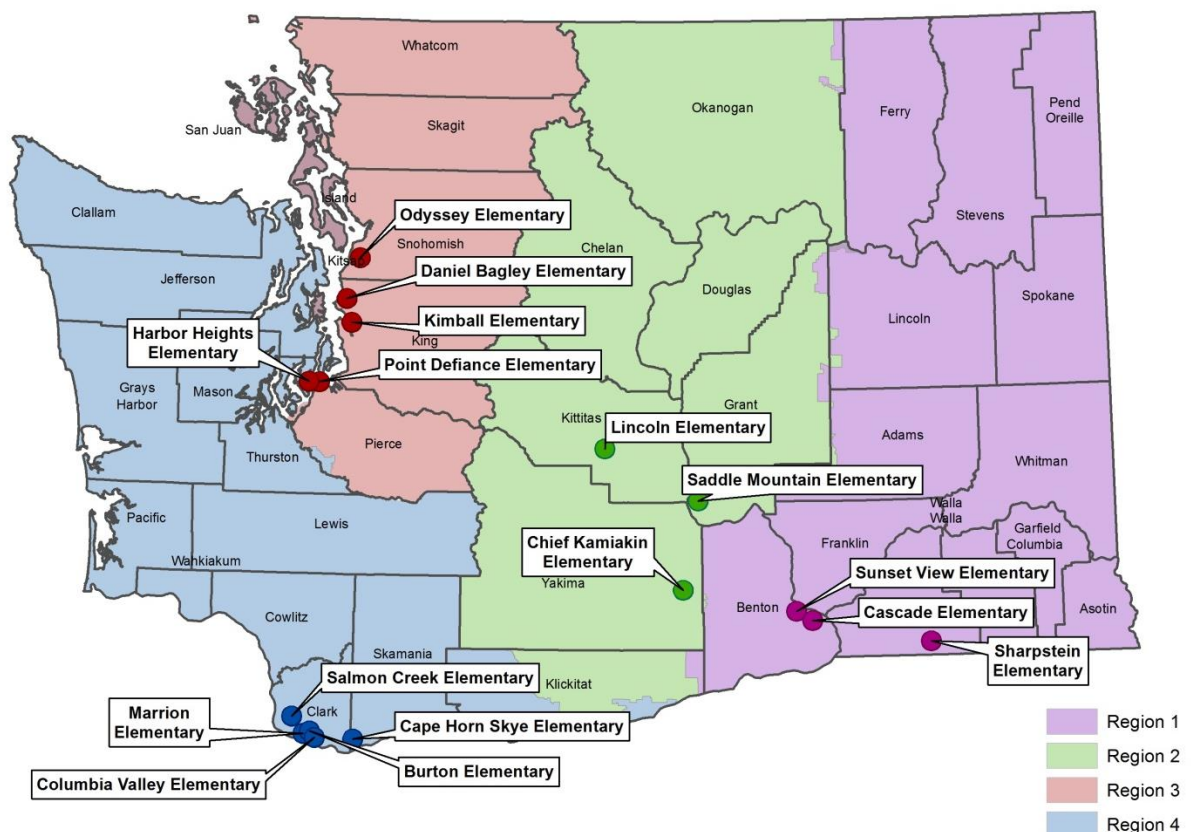 Whatcom
Okanogan
Ferry
Pend
Oreille
San Juan
Skagit
Stevens
Island
Odyssey Elementary
Clallam
Snohomish
Chelan
Kitsap
Daniel Bagley Elementary
Jefferson
Douglas
Spokane
Lincoln
Kimball Elementary
Harbor Heights
Elementary
King
Point Defiance Elementary
Grays
Harbor
Mason
Kittitas
Grant
Lincoln Elementary
Adams
Pierce
Thurston
Whitman
Saddle Mountain Elementary
Walla
Walla
Pacific
Lewis
Garfield
Columbia
Franklin
Chief Kamiakin
Elementary
Wahkiakum
Sunset View Elementary
Yakima
Benton
Asotin
Cascade Elementary
Cowlitz
Skamania
Sharpstein
Elementary
Salmon Creek Elementary
Klickitat
Marrion
Elementary
Clark
Cape Horn Skye Elementary
Columbia Valley Elementary
Burton Elementary
Region 1
Region 2
Region 3
Region 4